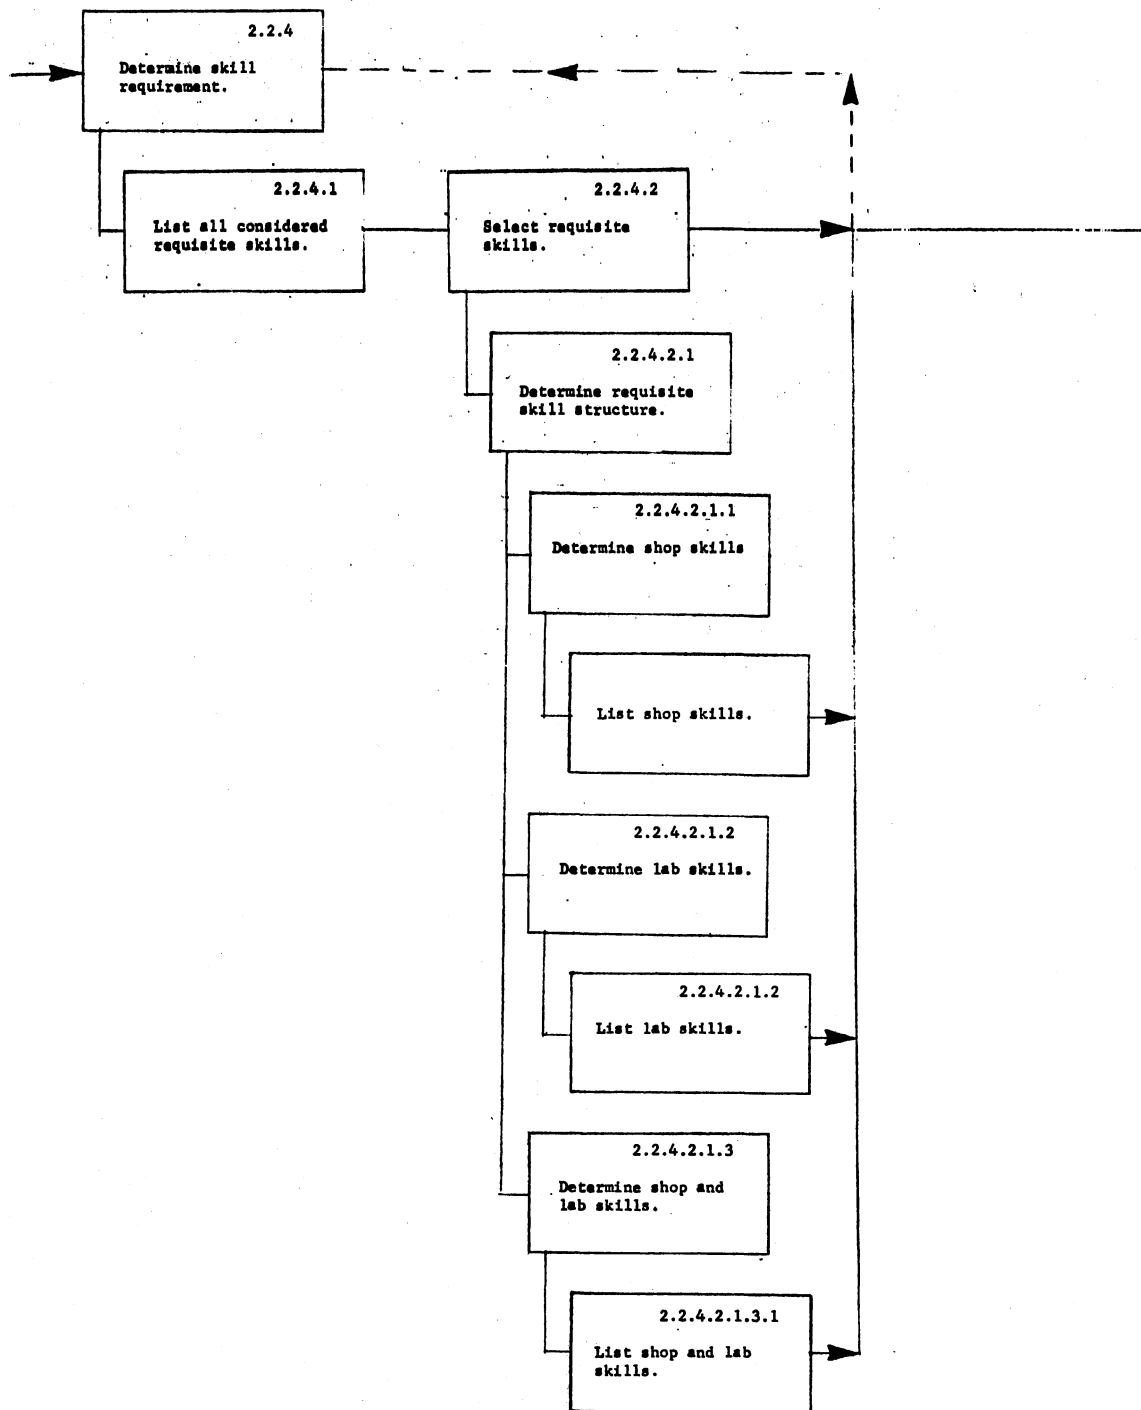 2.2.4
Determine skill
requirement.
2.2.4.1
List all considered
requisite skills.
2.2.4.2
Select requisite
skills.
2.2.4.2.1
Determine requisite
skill structure.
2.2.4.2.1.1
Determine shop skills
List shop skills.
2.2.4.2.1.2
Determine lab skills.
2.2.4.2.1.2
List lab skills.
2.2.4.2.1.3
Determine shop and
lab skills.
2.2.4.2.1.3.1
List shop and lab
skills.